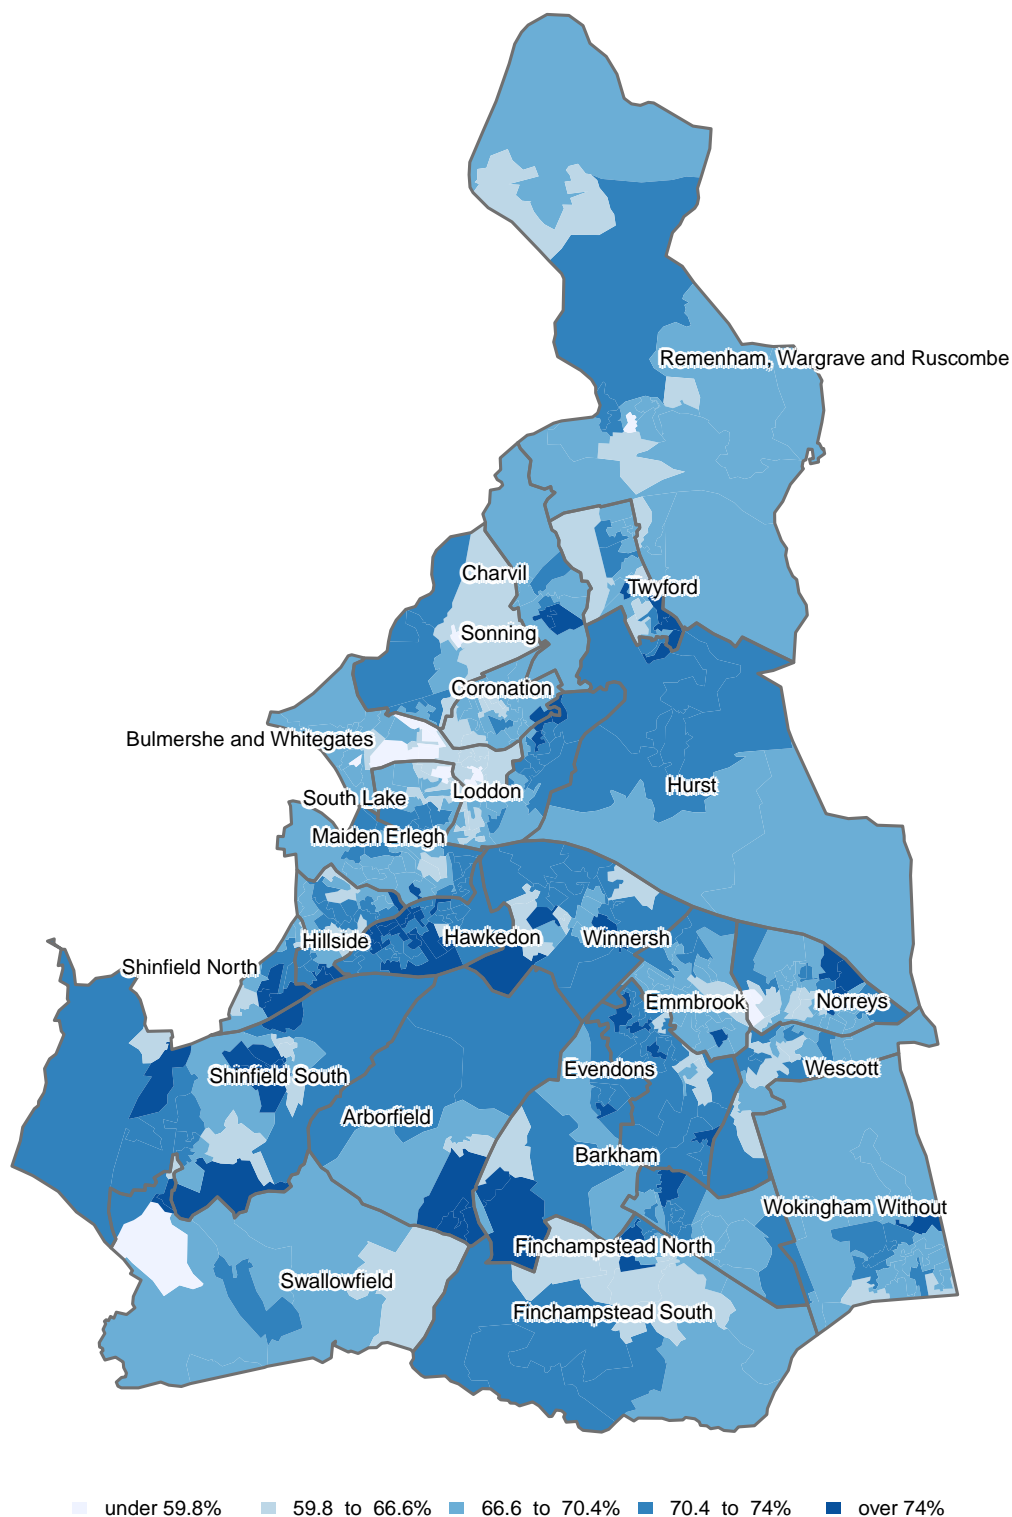 Remenham, Wargrave and Ruscombe
Charvil
Twyford
Sonning
Coronation
Bulmershe and Whitegates
Hurst
South Lake
Loddon
Maiden Erlegh
Hillside
Hawkedon
Winnersh
Shinfield North
Emmbrook
Norreys
Shinfield South
Evendons
Wescott
Arborfield
Barkham
Wokingham Without
Finchampstead North
Swallowfield
Finchampstead South
under 59.8% 59.8 to 66.6% 66.6 to 70.4% 70.4 to 74% over 74%